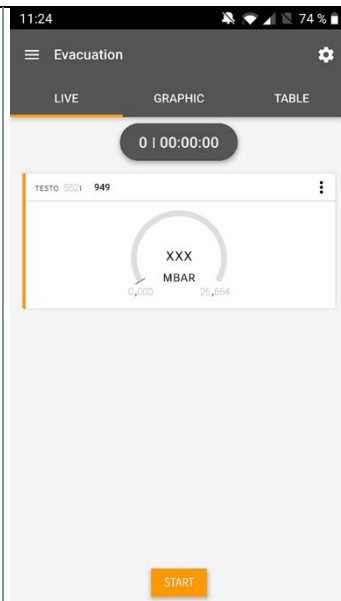 11:24 74 %
Evacuation
LIVE GRAPHIC TABLE
0 | 00:00:00
TESTO 552i 949
XXX
MBAR
0,000 26,664
START